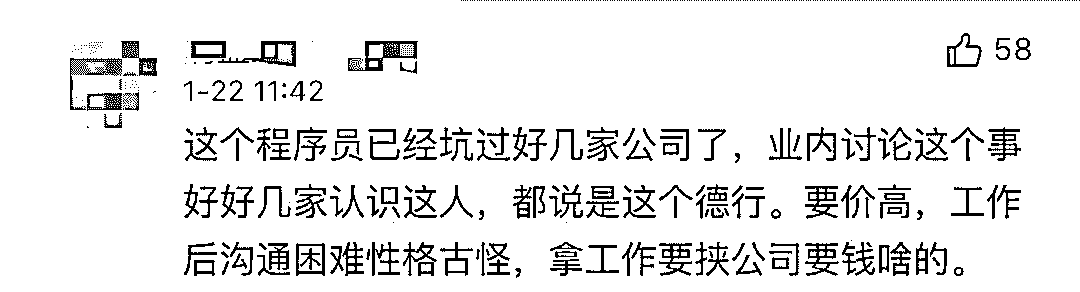 58
1-22 11:42
这个程序员已经坑过好几家公司了，业内讨论这个事
好好几家认识这人，都说是这个德行。要价高，工作
后沟通困难性格古怪，拿工作要挟公司要钱啥的。